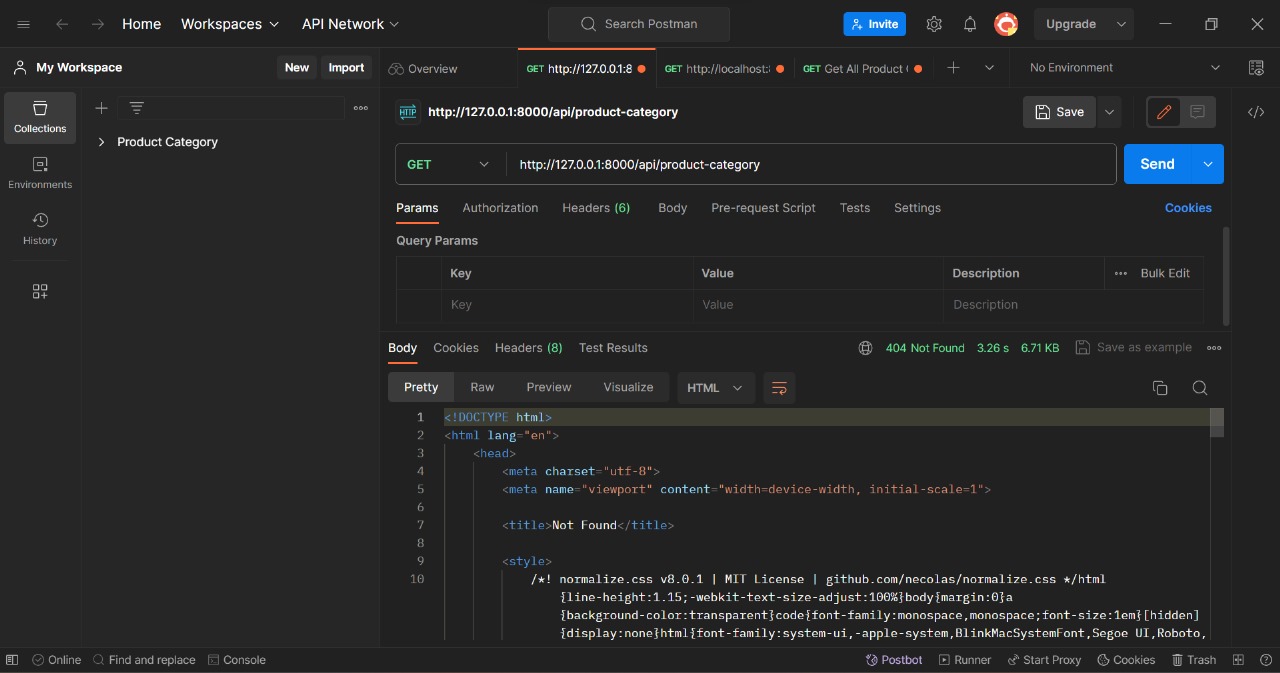 Home
Workspaces
API Network
Search Postman
Invite
Upgrade
My Workspace
New
Import
Overview
GET http://127.0.0.1:8
GET http://localhost:
GET Get All Product
No Environment
Collections
Environments
History
Product Category
HTTP http://127.0.0.1:8000/api/product-category
Save
GET
http://127.0.0.1:8000/api/product-category
Send
Params
Authorization
Headers (6)
Body
Pre-request Script
Tests
Settings
Cookies
Query Params
Key
Value
Description
Bulk Edit
Key
Value
Description
Body
Cookies
Headers (8)
Test Results
404 Not Found
3.26 s
6.71 KB
Save as example
Pretty
Raw
Preview
Visualize
HTML
1 <!DOCTYPE html>
2 <html lang="en">
3 <head>
4 <meta charset="utf-8">
5 <meta name="viewport" content="width=device-width, initial-scale=1">
6
7 <title>Not Found</title>
8
9 <style>
10 /*! normalize.css v8.0.1 | MIT License | github.com/necolas/normalize.css */html
{line-height:1.15;-webkit-text-size-adjust:100%}body{margin:0}a
{background-color:transparent}code{font-family:monospace,monospace;font-size:1em}[hidden]
{display:none}html{font-family:system-ui,-apple-system,BlinkMacSystemFont,Segoe UI,Roboto,
Online
Find and replace
Console
Postbot
Runner
Start Proxy
Cookies
Trash